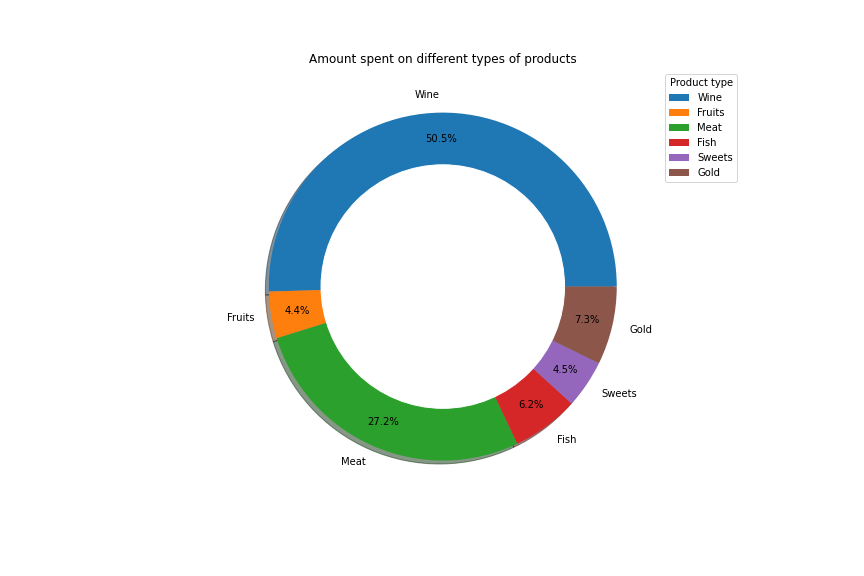 Amount spent on different types of products
Product type
Wine
Fruits
Meat
Fish
Sweets
Gold
Wine
50.5%
Fruits
4.4%
Meat
27.2%
Fish
6.2%
Sweets
4.5%
Gold
7.3%